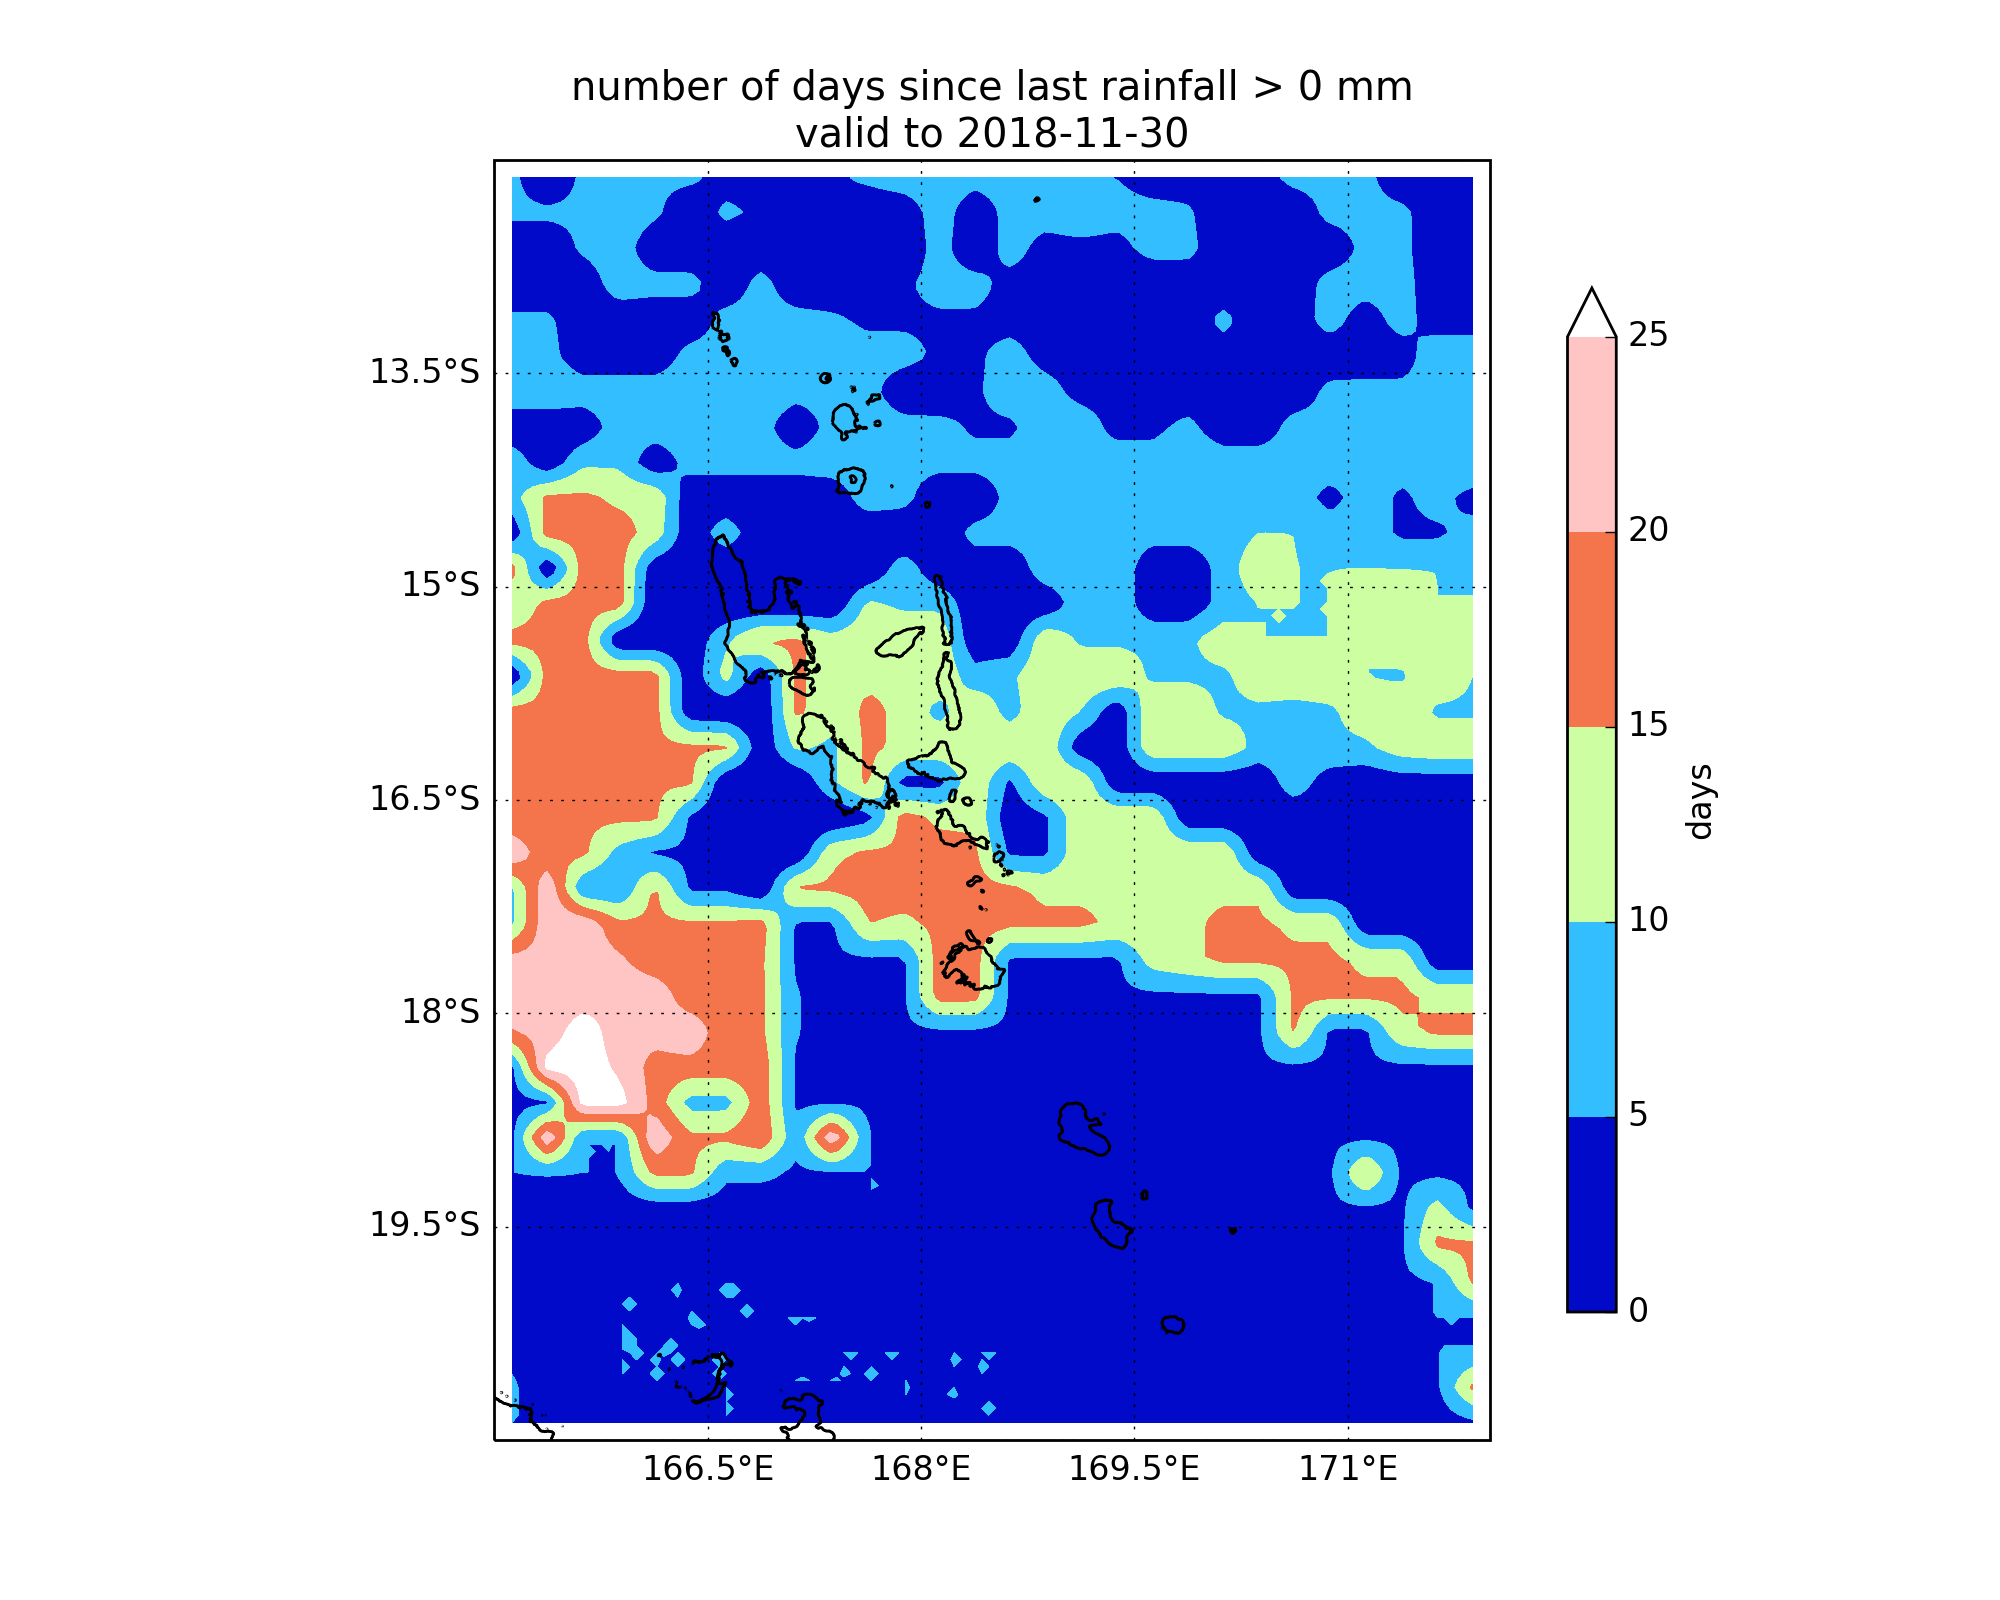 number of days since last rainfall > 0 mm
valid to 2018-11-30
13.5°S
15°S
16.5°S
18°S
19.5°S
166.5°E
168°E
169.5°E
171°E
25
20
15
10
5
0
days